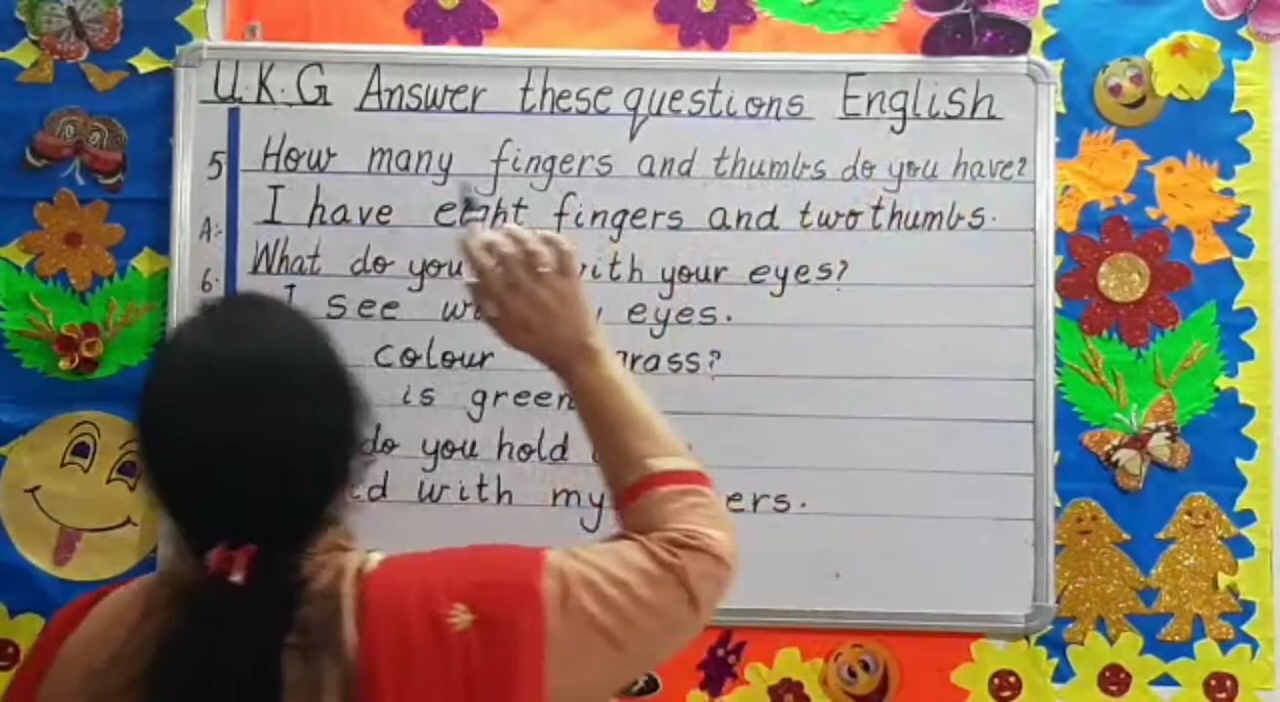 U.K.G Answer these questions English
5. How many fingers and thumbs do you have?
A:- I have eight fingers and two thumbs.
6. What do you with your eyes?
I see eyes.
colour grass?
is green
do you hold
with my